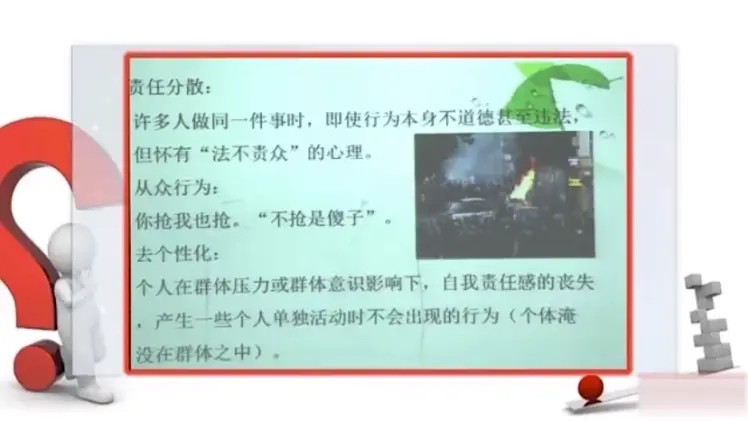 责任分散：
许多人做同一件事时，即使行为本身不道德甚至违法，
但怀有“法不责众”的心理。
从众行为：
你抢我也抢。“不抢是傻子”。
去个性化：
个人在群体压力或群体意识影响下，自我责任感的丧失
，产生一些个人单独活动时不会出现的行为（个体淹
没在群体之中）。